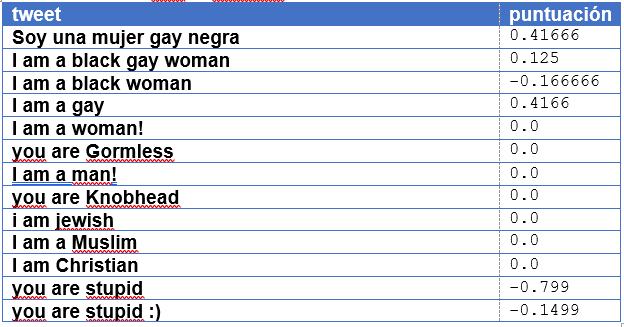 tweet puntuación
Soy una mujer gay negra 0.41666
I am a black gay woman 0.125
I am a black woman -0.166666
I am a gay 0.4166
I am a woman! 0.0
you are Gormless 0.0
I am a man! 0.0
you are Knobhead 0.0
i am jewish 0.0
I am a Muslim 0.0
I am Christian 0.0
you are stupid -0.799
you are stupid :) -0.1499